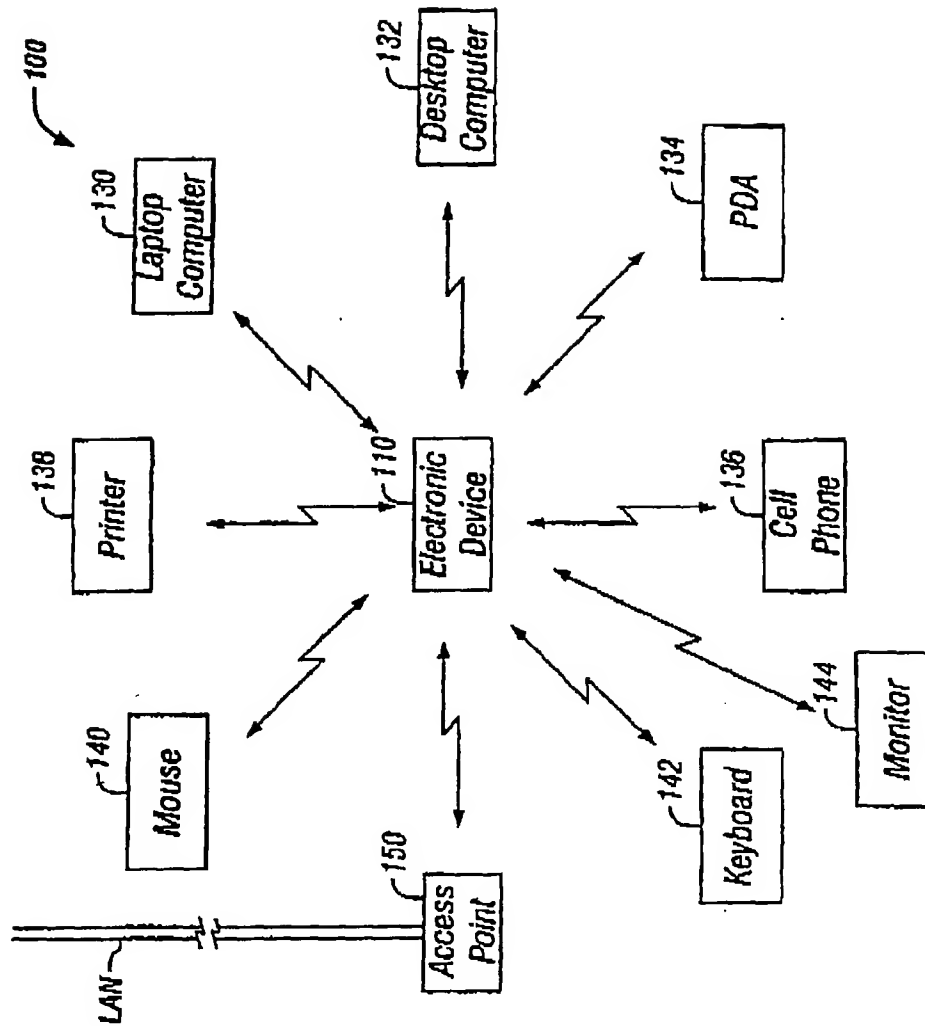 100
130
Laptop
Computer
132
Desktop
Computer
134
PDA
138
Printer
110
Electronic
Device
136
Cell
Phone
140
Mouse
144
Monitor
142
Keyboard
150
Access
Point
LAN